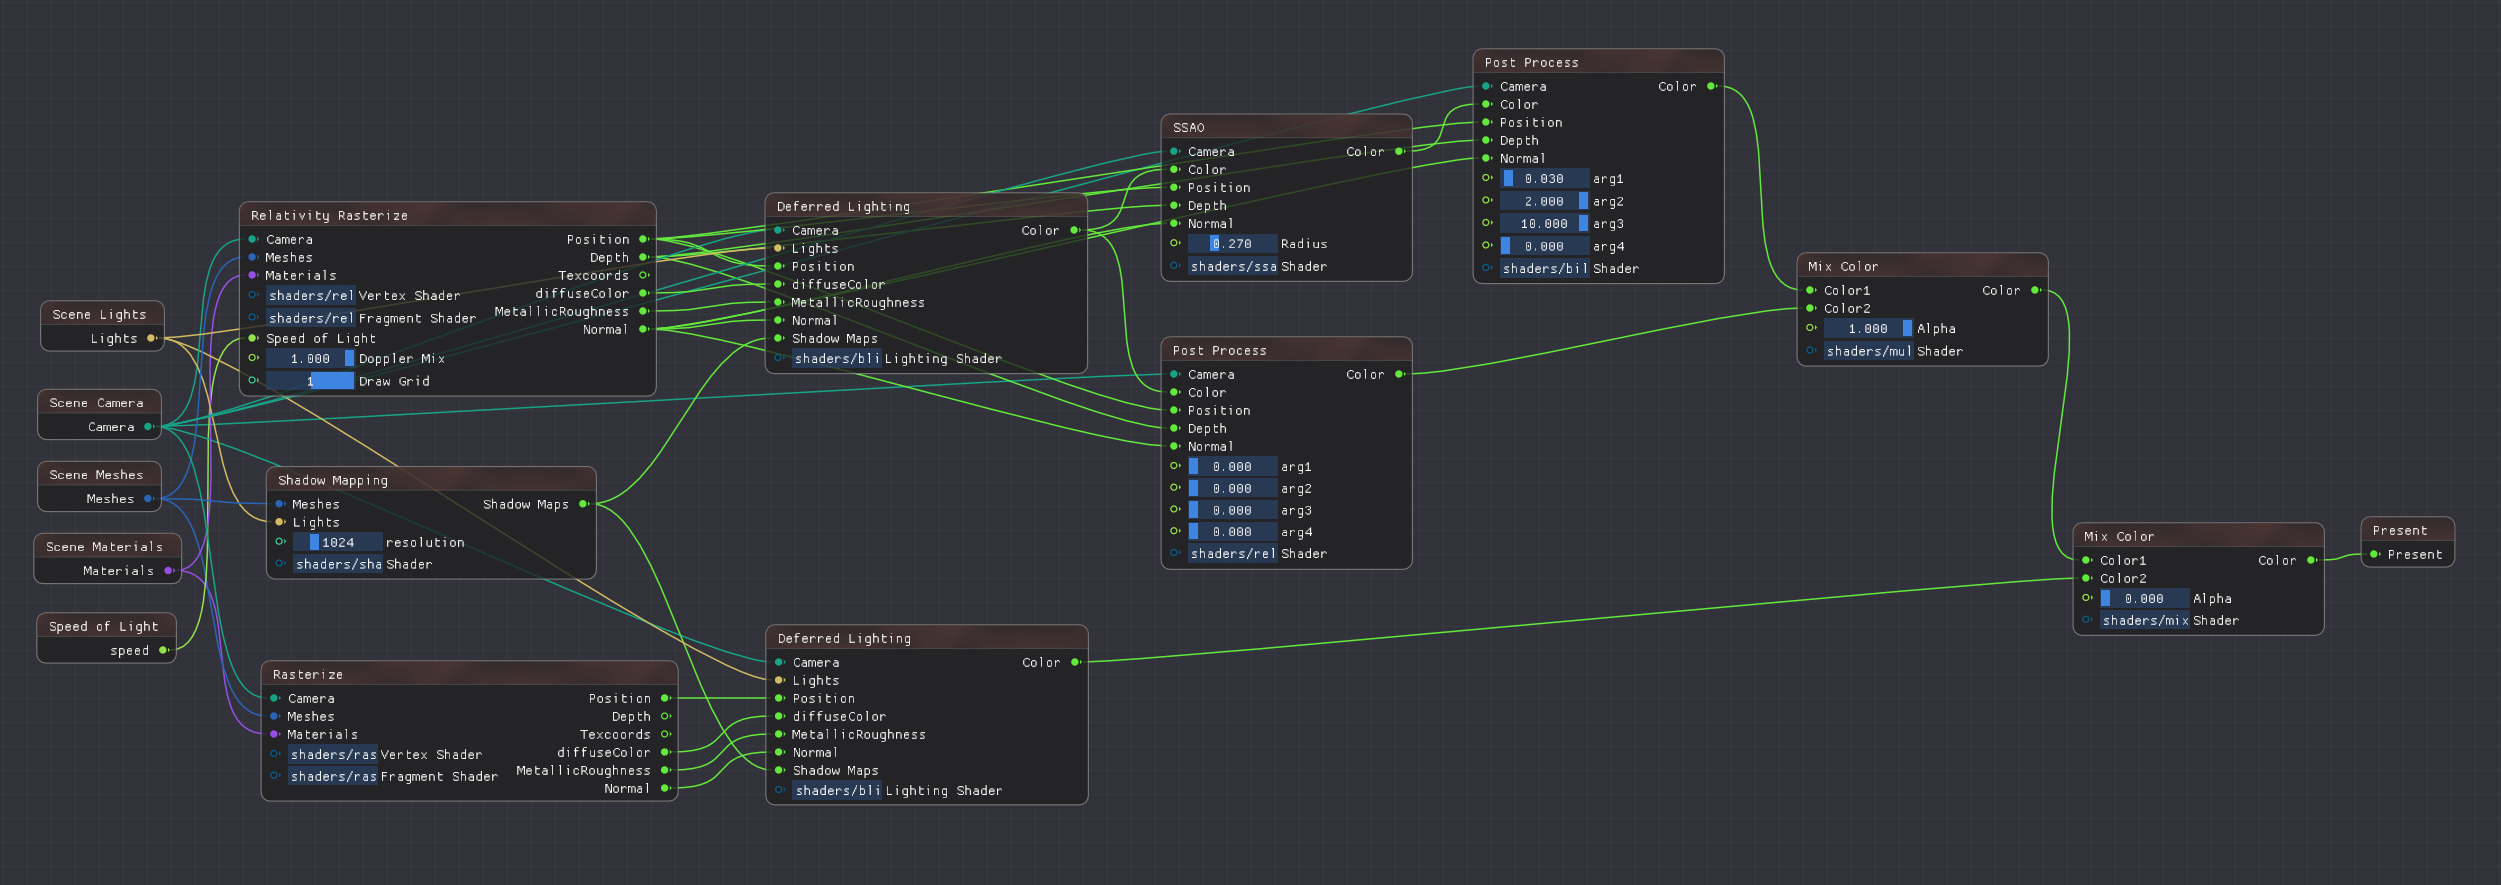 Scene Lights
Lights
Scene Camera
Camera
Scene Meshes
Meshes
Scene Materials
Materials
Speed of Light
speed
Relativity Rasterize
Camera Position
Meshes Depth
Materials Texcoords
shaders/rel Vertex Shader diffuseColor
shaders/rel Fragment Shader MetallicRoughness
Normal
Speed of Light
1.000 Doppler Mix
1 Draw Grid
Shadow Mapping
Meshes Shadow Maps
Lights
1024 resolution
shaders/sha Shader
Rasterize
Camera Position
Meshes Depth
Materials Texcoords
shaders/ras Vertex Shader diffuseColor
shaders/ras Fragment Shader MetallicRoughness
Normal
Deferred Lighting
Camera Color
Lights
Position
diffuseColor
MetallicRoughness
Normal
Shadow Maps
shaders/bli Lighting Shader
Deferred Lighting
Camera Color
Lights
Position
diffuseColor
MetallicRoughness
Normal
Shadow Maps
shaders/bli Lighting Shader
SSAO
Camera Color
Color
Position
Depth
Normal
0.270 Radius
shaders/ssa Shader
Post Process
Camera Color
Color
Position
Depth
Normal
0.000 arg1
0.000 arg2
0.000 arg3
0.000 arg4
shaders/rel Shader
Post Process
Camera Color
Color
Position
Depth
Normal
0.030 arg1
2.000 arg2
10.000 arg3
0.000 arg4
shaders/bil Shader
Mix Color
Color1 Color
Color2
1.000 Alpha
shaders/mul Shader
Mix Color
Color1 Color
Color2
0.000 Alpha
shaders/mix Shader
Present
Present